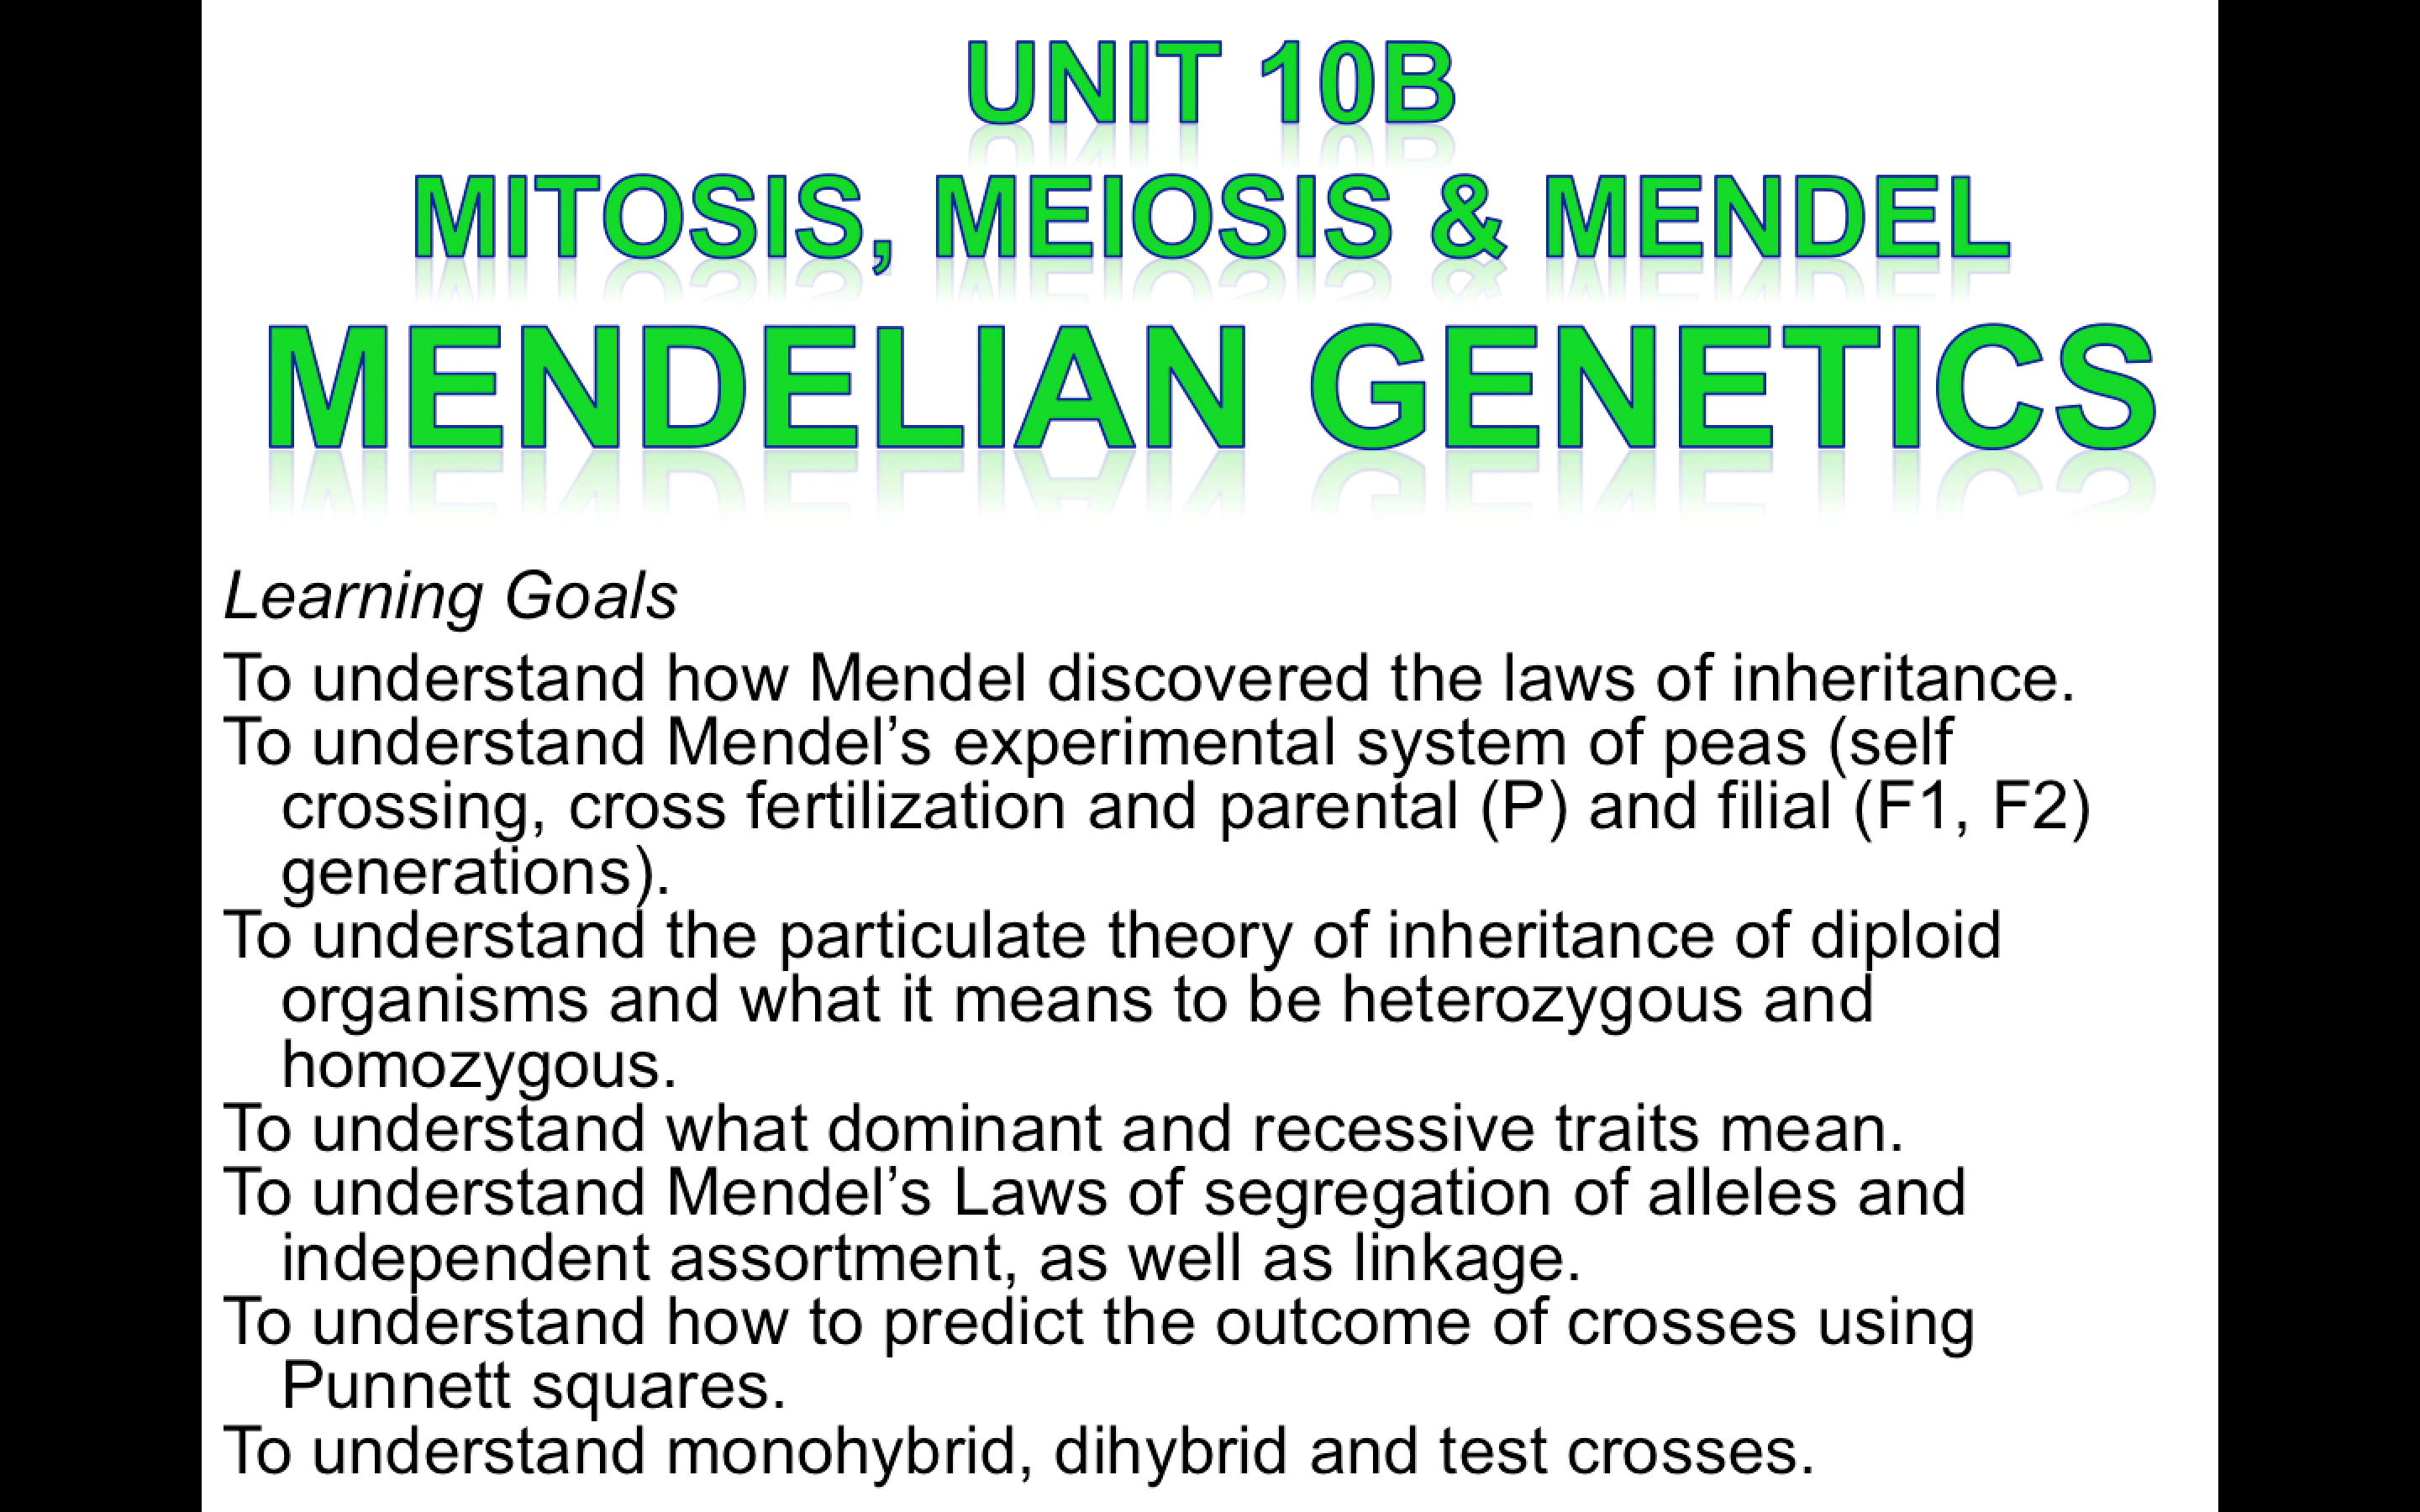 UNIT 10B
MITOSIS, MEIOSIS & MENDEL
MENDELIAN GENETICS
Learning Goals
To understand how Mendel discovered the laws of inheritance.
To understand Mendel’s experimental system of peas (self
crossing, cross fertilization and parental (P) and filial (F1, F2)
generations).
To understand the particulate theory of inheritance of diploid
organisms and what it means to be heterozygous and
homozygous.
To understand what dominant and recessive traits mean.
To understand Mendel’s Laws of segregation of alleles and
independent assortment, as well as linkage.
To understand how to predict the outcome of crosses using
Punnett squares.
To understand monohybrid, dihybrid and test crosses.